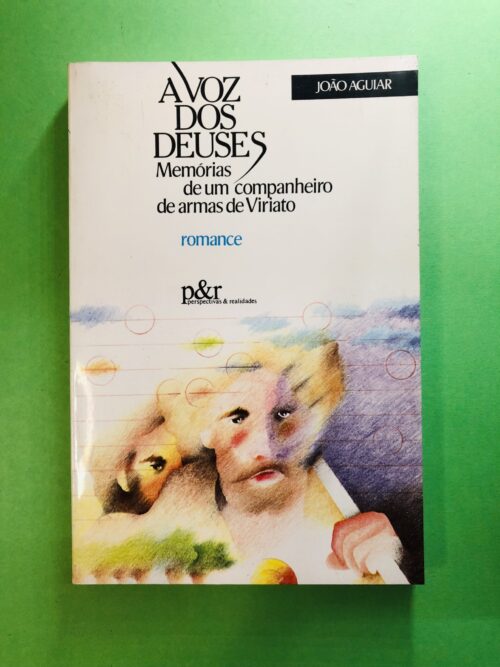 JOÃO AGUIAR
A VOZ
DOS
DEUSES
Memórias
de um companheiro
de armas de Viriato
romance
p&r
perspectivas & realidades